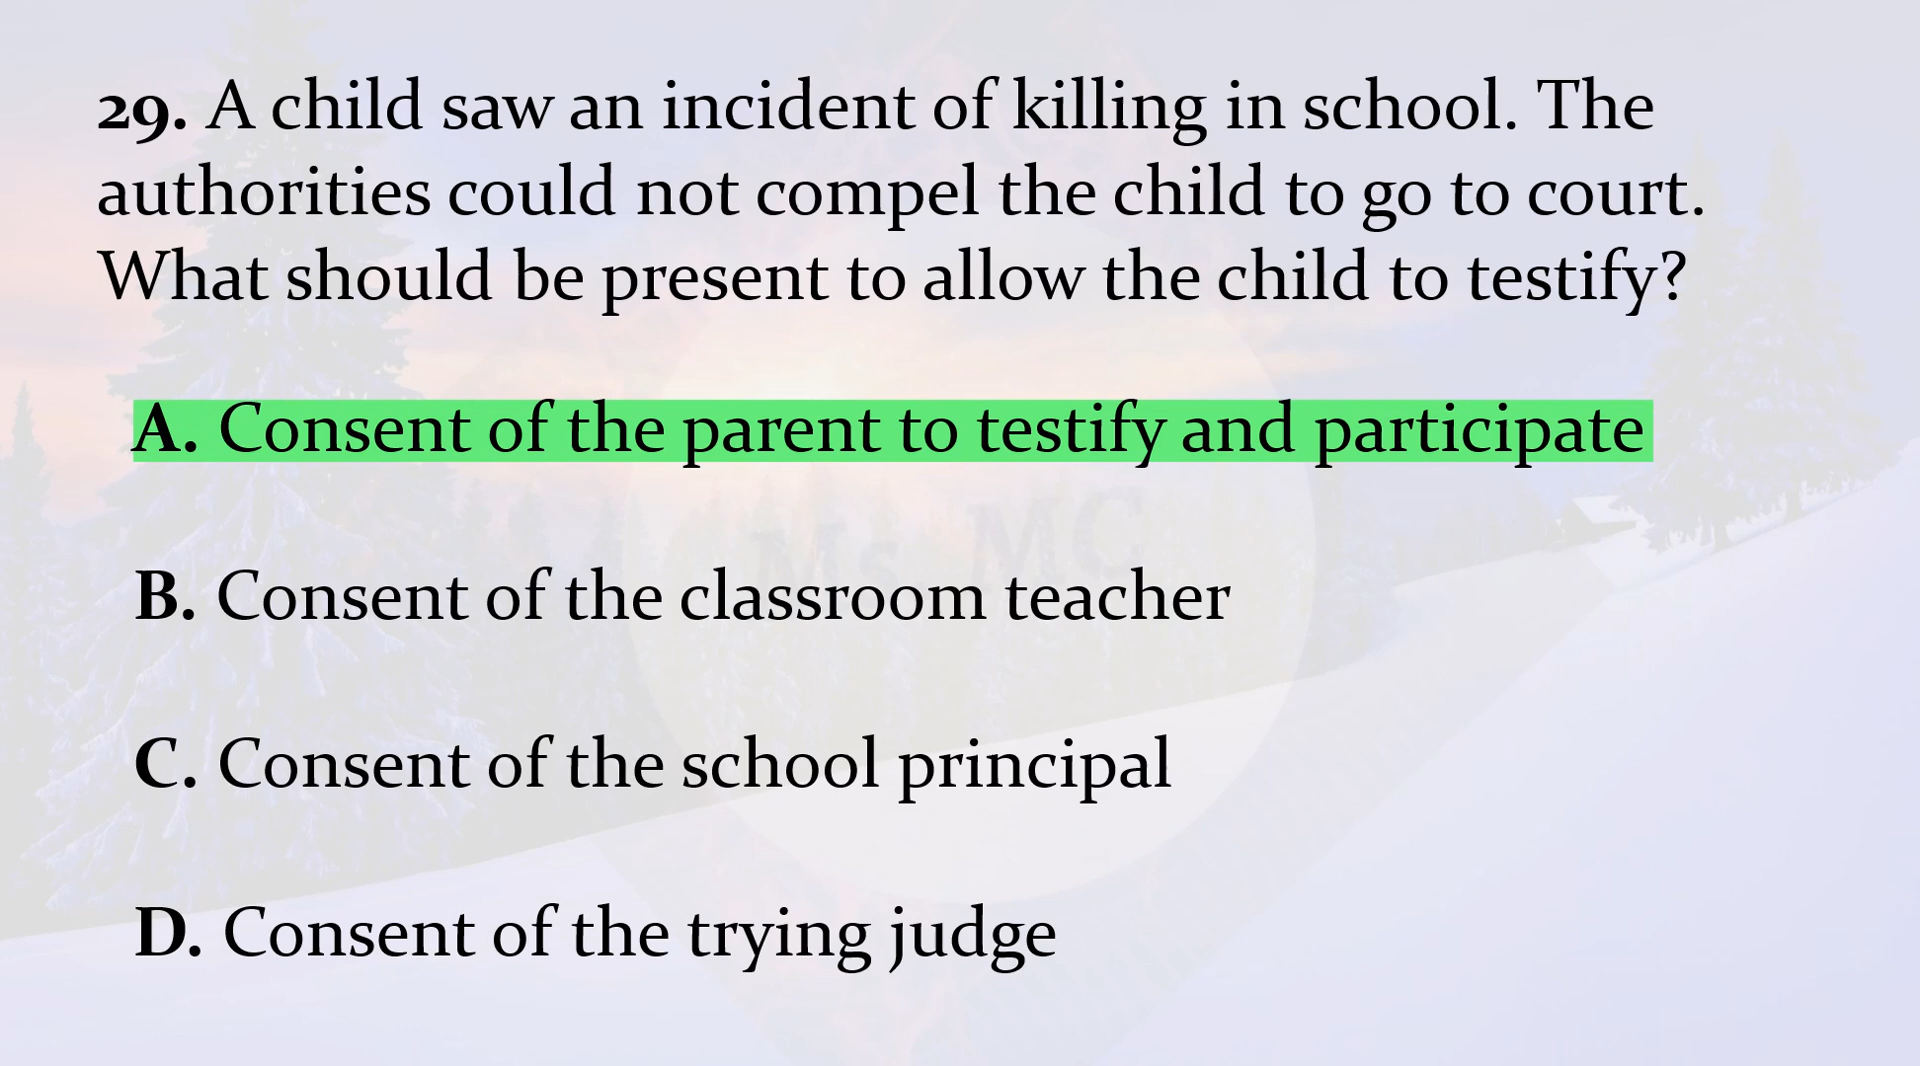 29. A child saw an incident of killing in school. The
authorities could not compel the child to go to court.
What should be present to allow the child to testify?
A. Consent of the parent to testify and participate
Ms. MC
B. Consent of the classroom teacher
C. Consent of the school principal
D. Consent of the trying judge